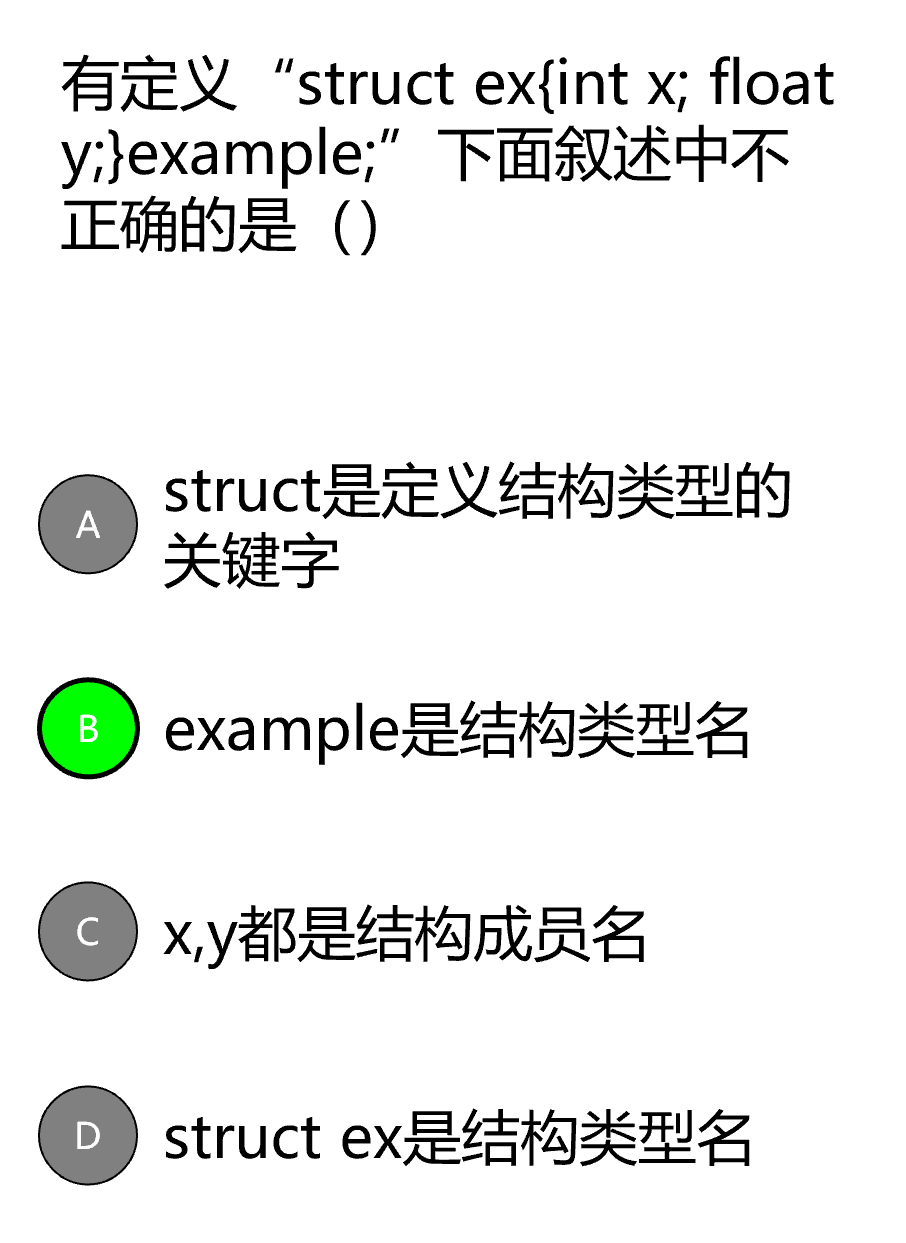 有定义“struct ex{int x; float
y;}example;”下面叙述中不
正确的是（）
A
struct是定义结构类型的
关键字
B
example是结构类型名
C
x,y都是结构成员名
D
struct ex是结构类型名